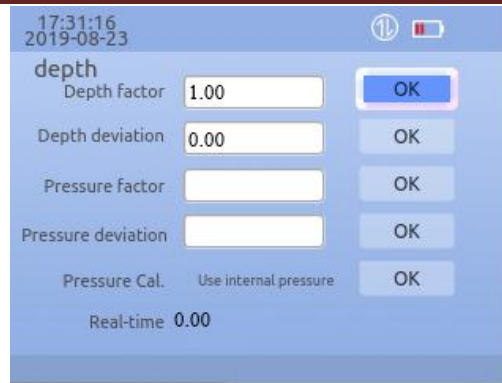 17:31:16
2019-08-23
depth
Depth factor 1.00 OK
Depth deviation 0.00 OK
Pressure factor OK
Pressure deviation OK
Pressure Cal. Use internal pressure OK
Real-time 0.00